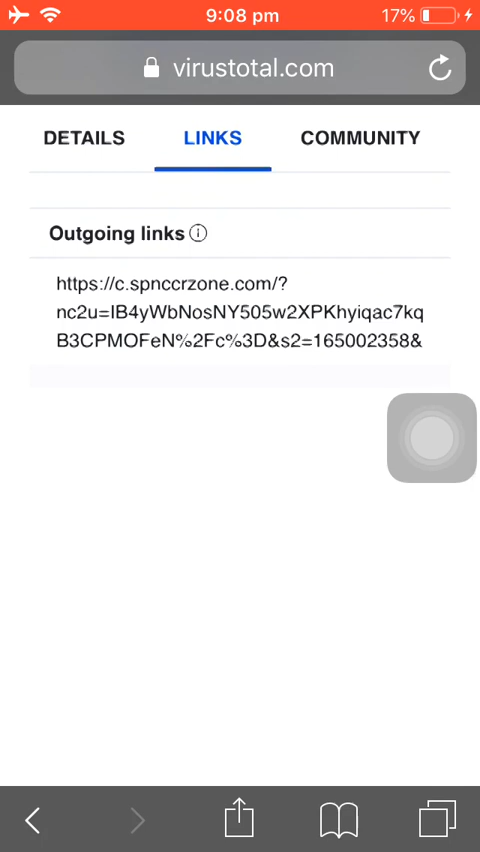 9:08 pm
17%
virustotal.com
DETAILS LINKS COMMUNITY
Outgoing links
https://c.spnccrzone.com/?
nc2u=IB4yWbNosNY505w2XPKhyiqac7kq
B3CPMOFeN%2Fc%3D&s2=165002358&